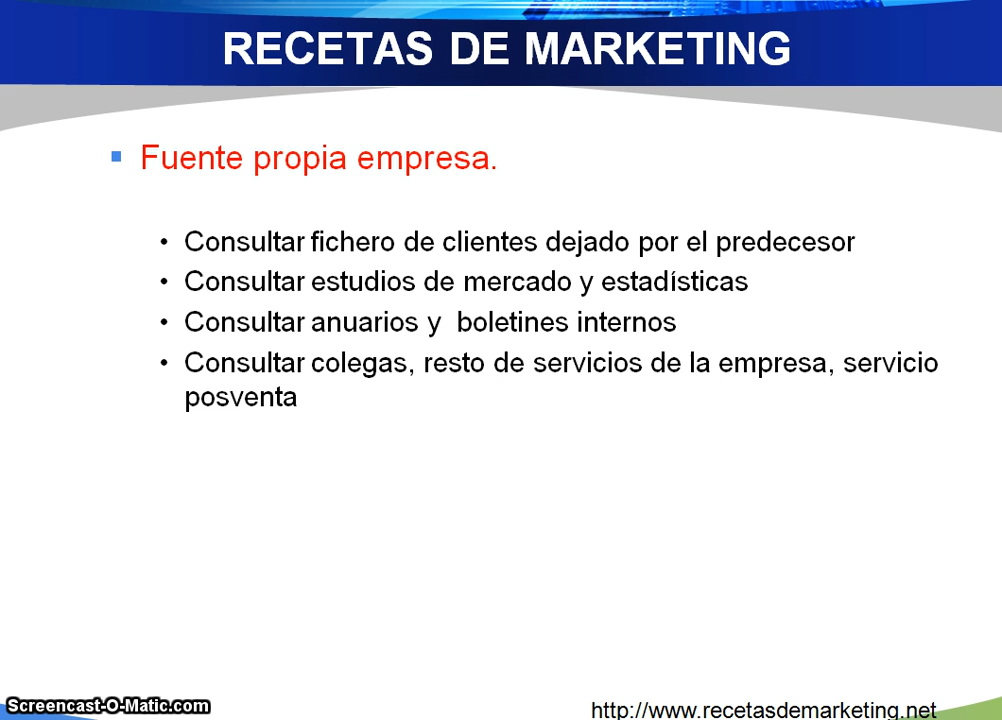 RECETAS DE MARKETING
Fuente propia empresa.
• Consultar fichero de clientes dejado por el predecesor
• Consultar estudios de mercado y estadísticas
• Consultar anuarios y  boletines internos
• Consultar colegas, resto de servicios de la empresa, servicio
posventa
Screencast-O-Matic.com
http://www.recetasdemarketing.net